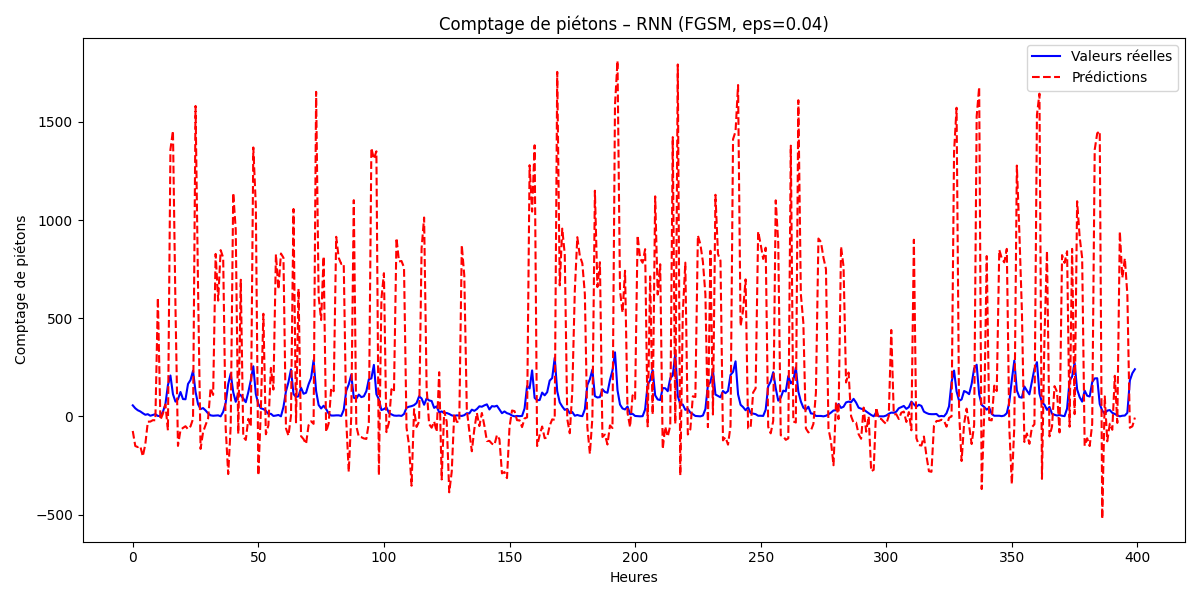 Comptage de piétons – RNN (FGSM, eps=0.04)
Valeurs réelles
Prédictions
Comptage de piétons
1500
1000
500
0
−500
0 50 100 150 200 250 300 350 400
Heures